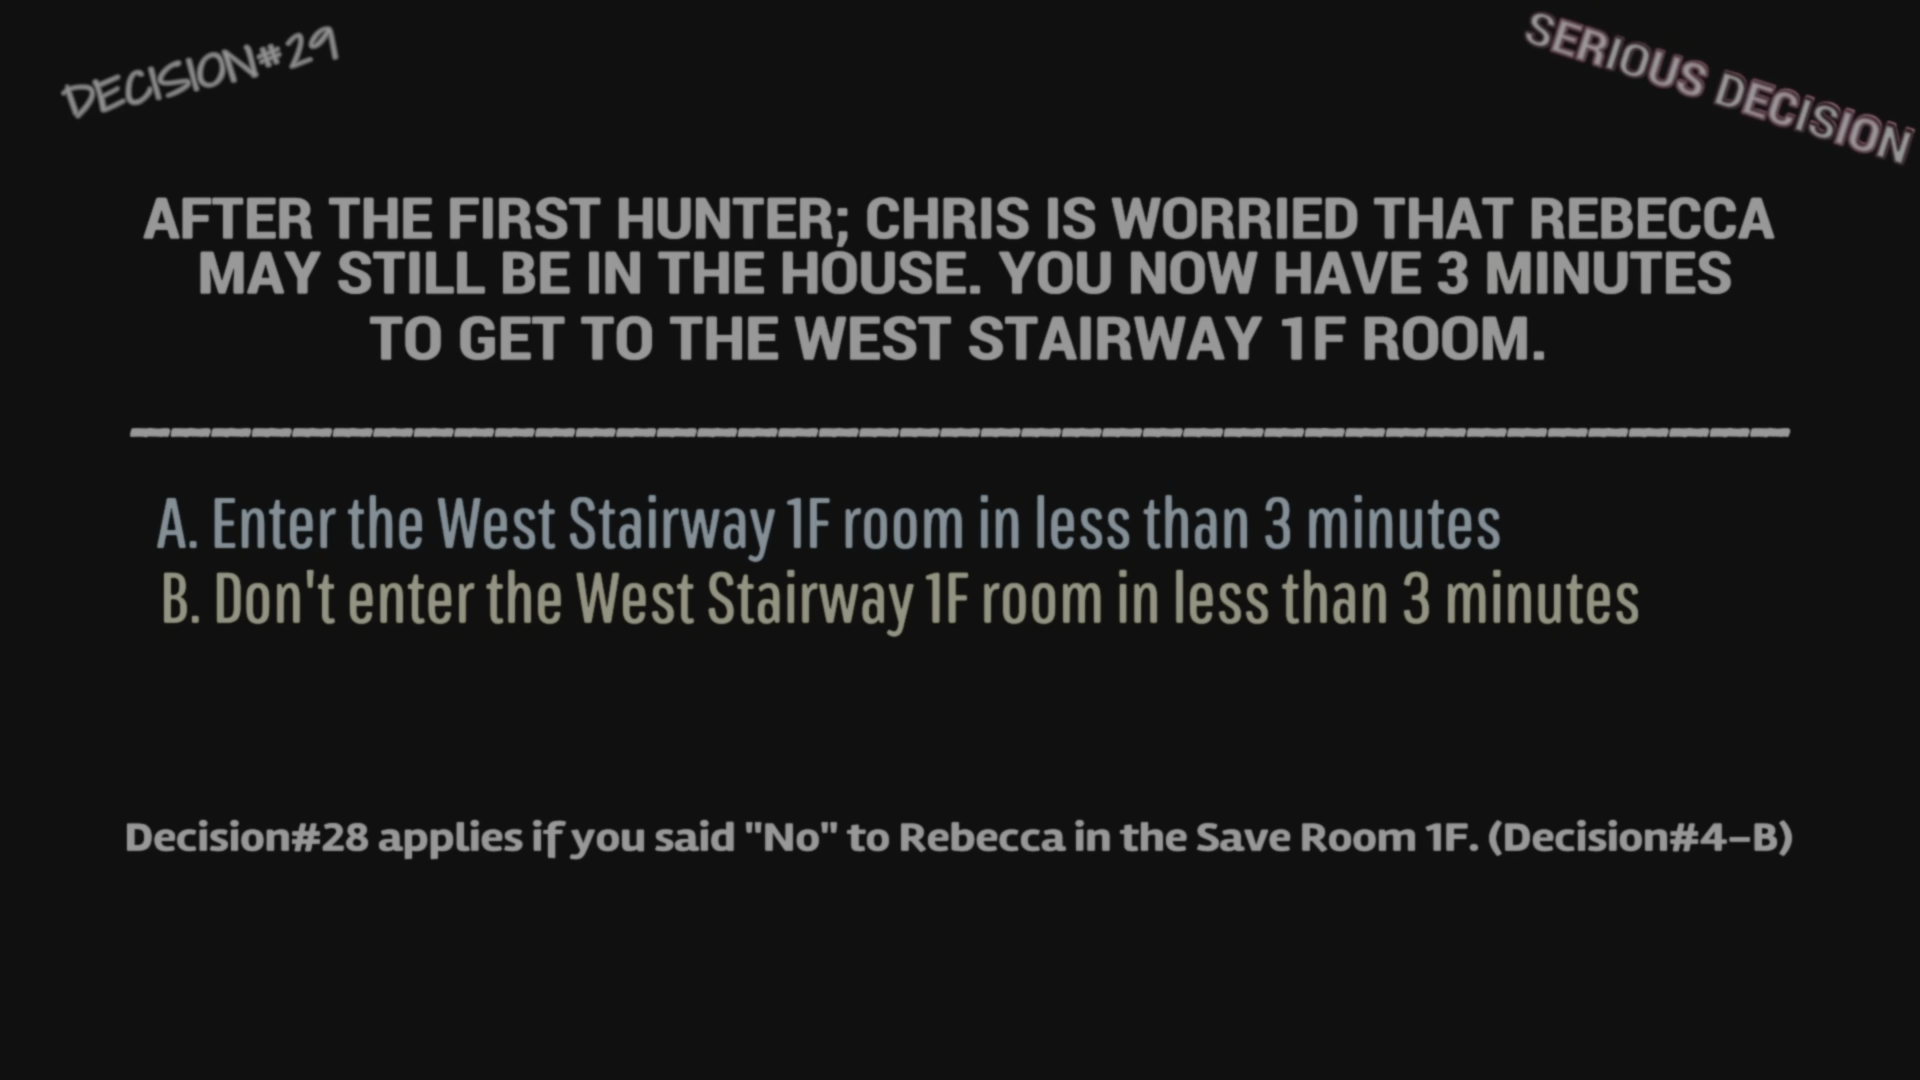 DECISION#29
SERIOUS DECISION
AFTER THE FIRST HUNTER; CHRIS IS WORRIED THAT REBECCA
MAY STILL BE IN THE HOUSE. YOU NOW HAVE 3 MINUTES
TO GET TO THE WEST STAIRWAY 1F ROOM.
A. Enter the West Stairway 1F room in less than 3 minutes
B. Don't enter the West Stairway 1F room in less than 3 minutes
Decision#28 applies if you said "No" to Rebecca in the Save Room 1F. (Decision#4-B)